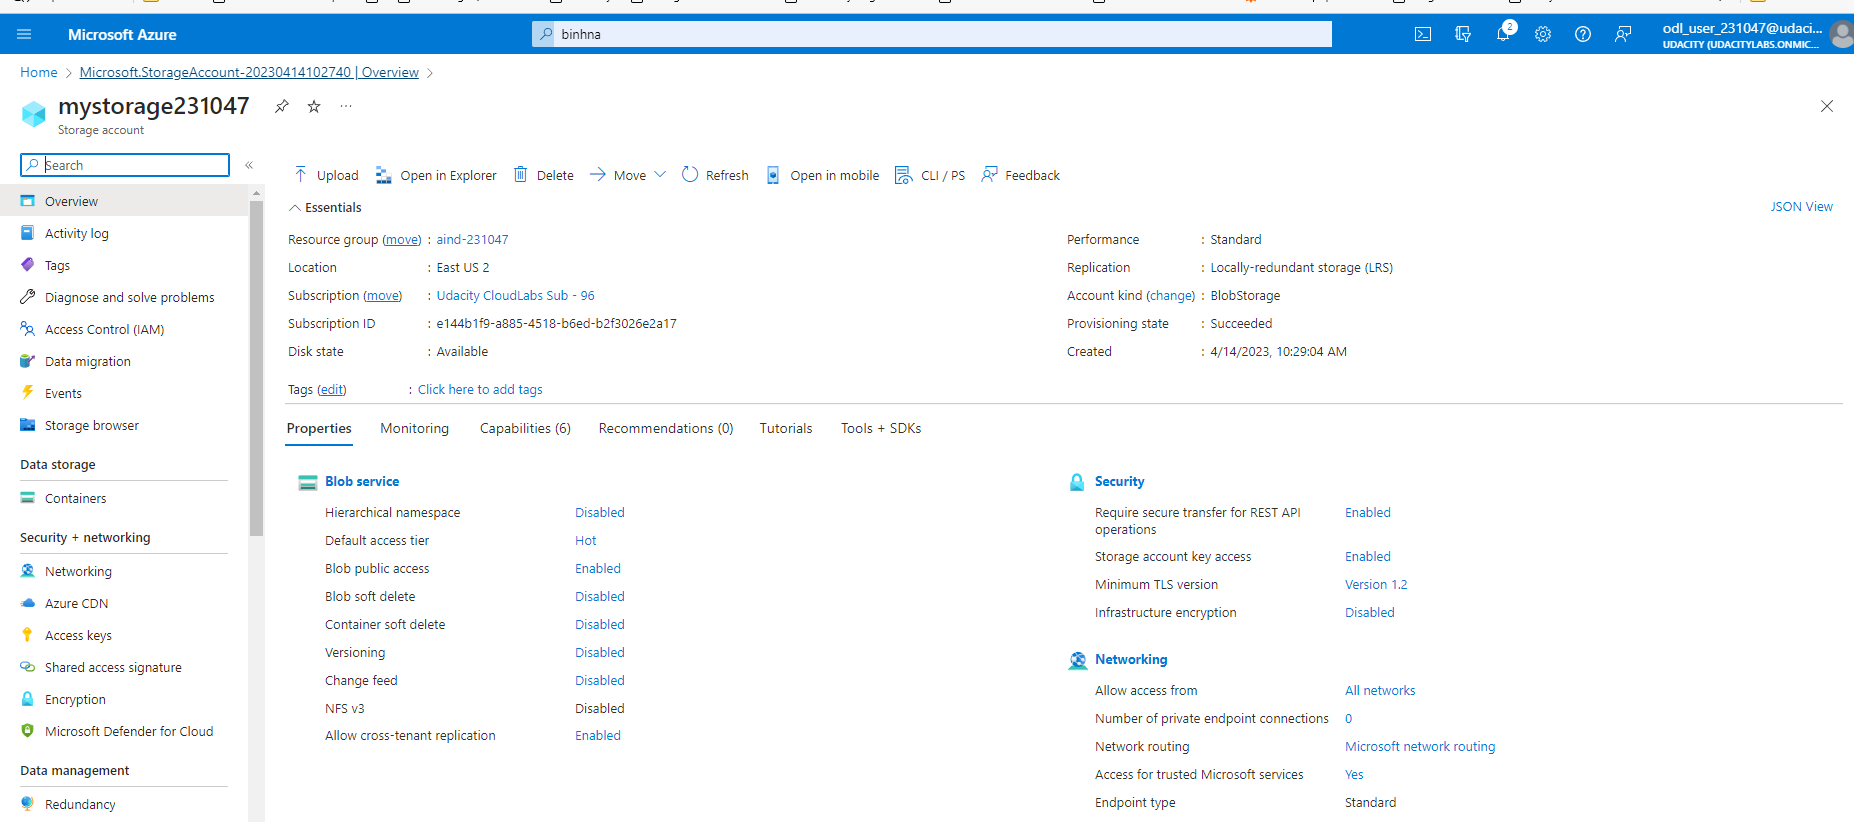 Microsoft Azure
binhna
2
odl_user_231047@udaci...
UDACITY (UDACITYLABS.ONMIC...
Home > Microsoft.StorageAccount-20230414102740 | Overview >
mystorage231047
Storage account
Search
Overview
Activity log
Tags
Diagnose and solve problems
Access Control (IAM)
Data migration
Events
Storage browser
Data storage
Containers
Security + networking
Networking
Azure CDN
Access keys
Shared access signature
Encryption
Microsoft Defender for Cloud
Data management
Redundancy
Upload Open in Explorer Delete Move Refresh Open in mobile CLI / PS Feedback
Essentials
JSON View
Resource group (move) : aind-231047
Location : East US 2
Subscription (move) : Udacity CloudLabs Sub - 96
Subscription ID : e144b1f9-a885-4518-b6ed-b2f3026e2a17
Disk state : Available
Performance : Standard
Replication : Locally-redundant storage (LRS)
Account kind (change) : BlobStorage
Provisioning state : Succeeded
Created : 4/14/2023, 10:29:04 AM
Tags (edit) : Click here to add tags
Properties Monitoring Capabilities (6) Recommendations (0) Tutorials Tools + SDKs
Blob service
Hierarchical namespace Disabled
Default access tier Hot
Blob public access Enabled
Blob soft delete Disabled
Container soft delete Disabled
Versioning Disabled
Change feed Disabled
NFS v3 Disabled
Allow cross-tenant replication Enabled
Security
Require secure transfer for REST API Enabled
operations
Storage account key access Enabled
Minimum TLS version Version 1.2
Infrastructure encryption Disabled
Networking
Allow access from All networks
Number of private endpoint connections 0
Network routing Microsoft network routing
Access for trusted Microsoft services Yes
Endpoint type Standard